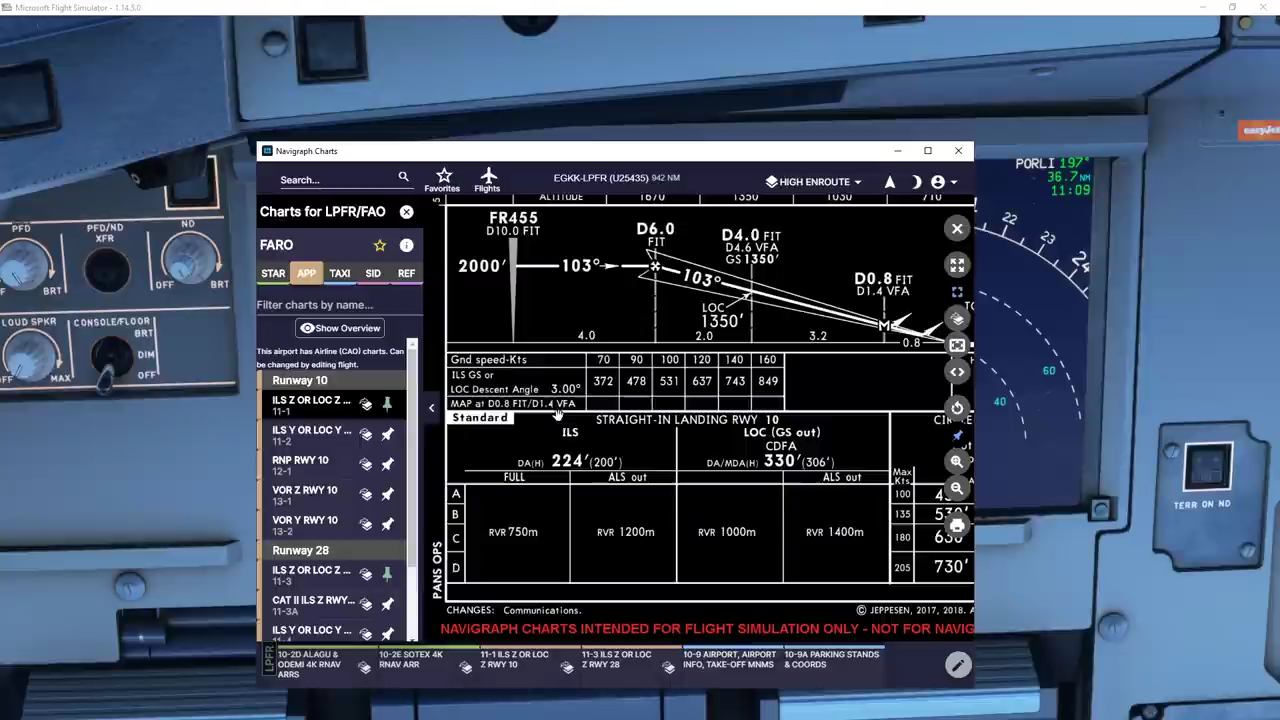 Microsoft Flight Simulator - 1.14.5.0
Navigraph Charts
Search...
Favorites
Flights
EGKK-LPFR (U25435) 942 NM
HIGH ENROUTE
Charts for LPFR/FAO
FARO
STAR APP TAXI SID REF
Filter charts by name...
Show Overview
This airport has Airline (CAO) charts. Can
be changed by editing flight.
Runway 10
ILS Z OR LOC Z ...
11-1
ILS Y OR LOC Y ...
11-2
RNP RWY 10
12-1
VOR Z RWY 10
13-1
VOR Y RWY 10
13-2
Runway 28
ILS Z OR LOC Z ...
11-3
CAT II ILS Z RWY...
11-3A
ILS Y OR LOC Y ...
ALTITUDE 1670 1350 1030 710
FR455
D10.0 FIT
D6.0
FIT
D4.0 FIT
D4.6 VFA
GS 1350'
D0.8 FIT
D1.4 VFA
2000'
103°
103°
LOC
1350'
4.0 2.0 3.2 0.8
Gnd speed-Kts 70 90 100 120 140 160
ILS GS or
LOC Descent Angle 3.00° 372 478 531 637 743 849
MAP at D0.8 FIT/D1.4 VFA
Standard STRAIGHT-IN LANDING RWY 10
ILS LOC (GS out)
CDFA
DA(H) 224'(200') DA/MDA(H) 330'(306')
FULL ALS out ALS out
Max
Kts
A 100
B 135
C 180
D 205 730'
RVR 750m RVR 1200m RVR 1000m RVR 1400m
PANS OPS
CHANGES: Communications.
© JEPPESEN, 2017, 2018. A
NAVIGRAPH CHARTS INTENDED FOR FLIGHT SIMULATION ONLY - NOT FOR NAVIG
LPFR
10-2D ALAGU &
ODEMI 4K RNAV
ARRS
10-2E SOTEX 4K
RNAV ARR
11-1 ILS Z OR LOC
Z RWY 10
11-3 ILS Z OR LOC
Z RWY 28
10-9 AIRPORT, AIRPORT
INFO, TAKE-OFF MNMS
10-9A PARKING STANDS
& COORDS
PFD
PFD/ND
XFR
ND
OFF BRT
OFF BRT
LOUD SPKR
CONSOLE/FLOOR
BRT
DIM
OFF
MAX
PORLI 197°
36.7 NM
11:09
22
23
24
60
40
easyJet
TERR ON ND